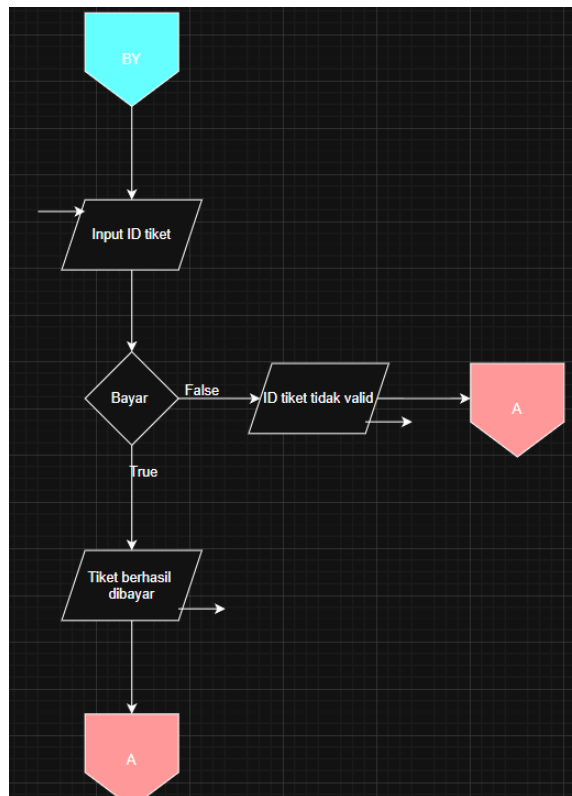 BY
Input ID tiket
Bayar
False
ID tiket tidak valid
A
True
Tiket berhasil
dibayar
A